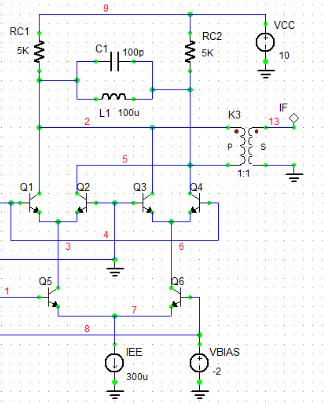 9
RC1
5K
C1
100p
L1
100u
RC2
5K
VCC
10
2
K3
P
S
1:1
IF
13
5
Q1
Q2
Q3
Q4
3
4
6
1
Q5
Q6
7
8
IEE
300u
VBIAS
-2